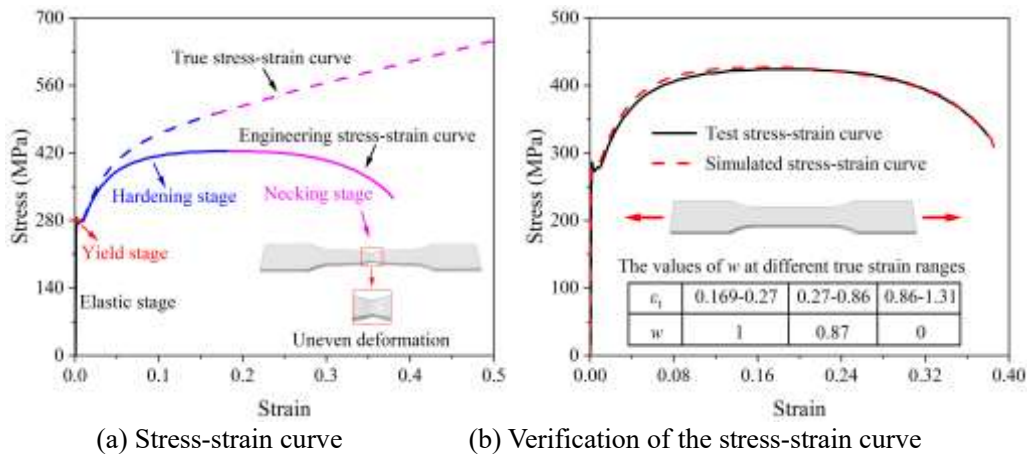 700
560
420
280
140
0
Stress (MPa)
True stress-strain curve
Engineering stress-strain curve
Hardening stage
Necking stage
Yield stage
Elastic stage
Uneven deformation
0.0 0.1 0.2 0.3 0.4 0.5
Strain
(a) Stress-strain curve
500
400
300
200
100
0
Stress (MPa)
Test stress-strain curve
Simulated stress-strain curve
The values of w at different true strain ranges
ε_t 0.169-0.27 0.27-0.86 0.86-1.31
w 1 0.87 0
0.00 0.08 0.16 0.24 0.32 0.40
Strain
(b) Verification of the stress-strain curve